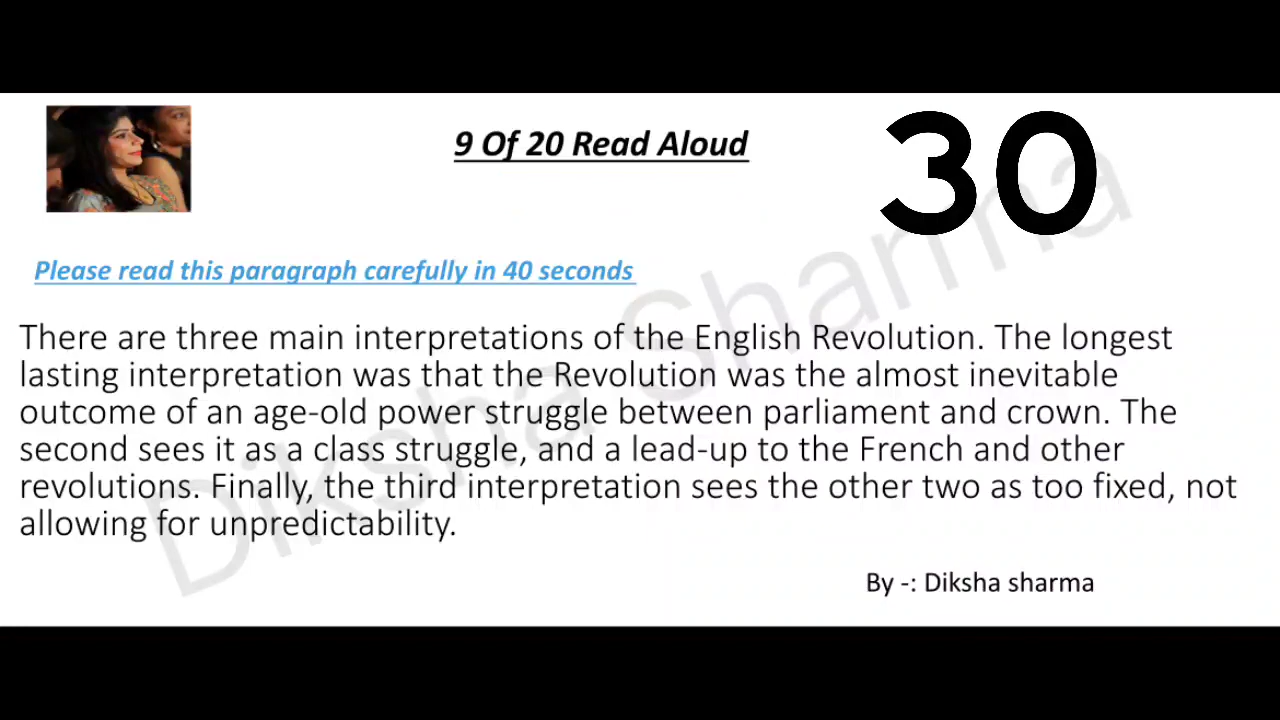 9 Of 20 Read Aloud
30
Please read this paragraph carefully in 40 seconds
There are three main interpretations of the English Revolution. The longest
lasting interpretation was that the Revolution was the almost inevitable
outcome of an age-old power struggle between parliament and crown. The
second sees it as a class struggle, and a lead-up to the French and other
revolutions. Finally, the third interpretation sees the other two as too fixed, not
allowing for unpredictability.
By -: Diksha sharma
Diksha Sharma